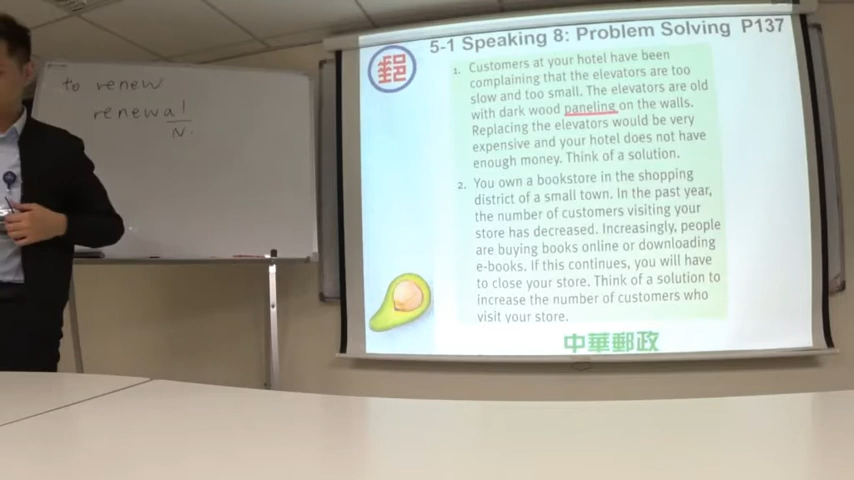 to renew
renewal
N.
郵
5-1 Speaking 8: Problem Solving P137
1. Customers at your hotel have been
complaining that the elevators are too
slow and too small. The elevators are old
with dark wood paneling on the walls.
Replacing the elevators would be very
expensive and your hotel does not have
enough money. Think of a solution.
2. You own a bookstore in the shopping
district of a small town. In the past year,
the number of customers visiting your
store has decreased. Increasingly, people
are buying books online or downloading
e-books. If this continues, you will have
to close your store. Think of a solution to
increase the number of customers who
visit your store.
中華郵政